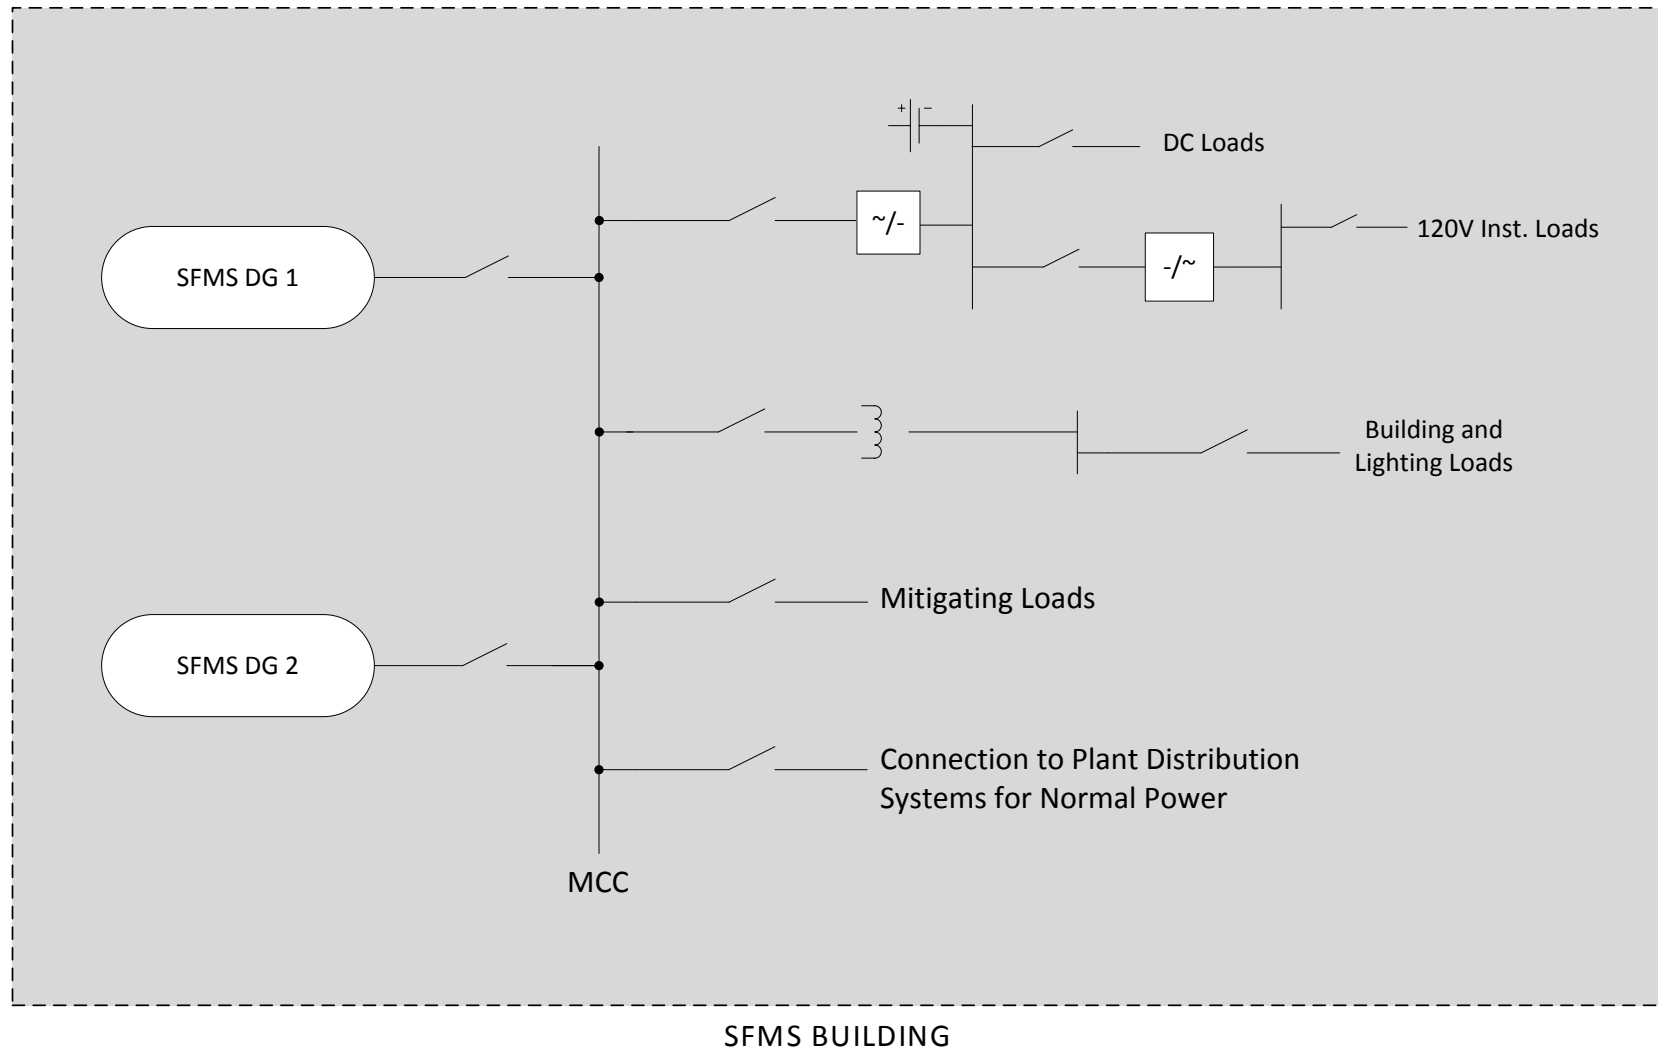 + −
DC Loads
~/-
120V Inst. Loads
-/~
SFMS DG 1
Building and
Lighting Loads
Mitigating Loads
SFMS DG 2
Connection to Plant Distribution
Systems for Normal Power
MCC
SFMS BUILDING